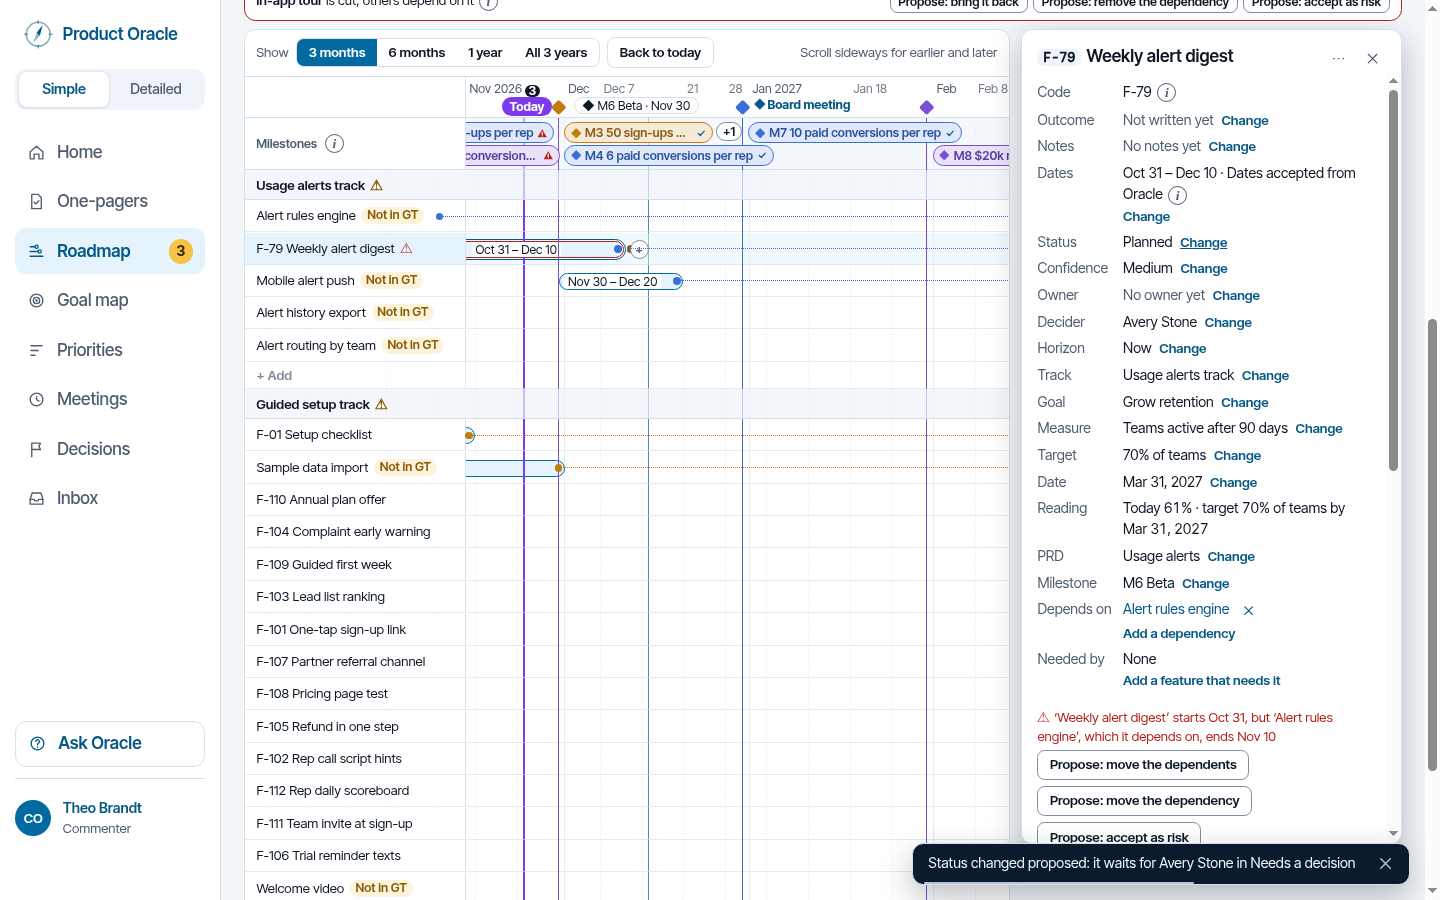 In-app tour is cut, others depend on it
Propose: bring it back
Propose: remove the dependency
Propose: accept as risk
Product Oracle
Simple
Detailed
Home
One-pagers
Roadmap
3
Goal map
Priorities
Meetings
Decisions
Inbox
Ask Oracle
CO
Theo Brandt
Commenter
Show
3 months
6 months
1 year
All 3 years
Back to today
Scroll sideways for earlier and later
Nov 2026
3
Dec
Dec 7
21
28
Jan 2027
Jan 18
Feb
Feb 8
Today
M6 Beta · Nov 30
Board meeting
Milestones
-ups per rep
M3 50 sign-ups ...
+1
M7 10 paid conversions per rep
conversion...
M4 6 paid conversions per rep
M8 $20k
Usage alerts track
Alert rules engine Not in GT
F-79 Weekly alert digest
Oct 31 – Dec 10
+
Mobile alert push Not in GT
Nov 30 – Dec 20
Alert history export Not in GT
Alert routing by team Not in GT
+ Add
Guided setup track
F-01 Setup checklist
Sample data import Not in GT
F-110 Annual plan offer
F-104 Complaint early warning
F-109 Guided first week
F-103 Lead list ranking
F-101 One-tap sign-up link
F-107 Partner referral channel
F-108 Pricing page test
F-105 Refund in one step
F-102 Rep call script hints
F-112 Rep daily scoreboard
F-111 Team invite at sign-up
F-106 Trial reminder texts
Welcome video Not in GT
F-79 Weekly alert digest
Code F-79
Outcome Not written yet Change
Notes No notes yet Change
Dates Oct 31 – Dec 10 · Dates accepted from
Oracle
Change
Status Planned Change
Confidence Medium Change
Owner No owner yet Change
Decider Avery Stone Change
Horizon Now Change
Track Usage alerts track Change
Goal Grow retention Change
Measure Teams active after 90 days Change
Target 70% of teams Change
Date Mar 31, 2027 Change
Reading Today 61% · target 70% of teams by
Mar 31, 2027
PRD Usage alerts Change
Milestone M6 Beta Change
Depends on Alert rules engine
Add a dependency
Needed by None
Add a feature that needs it
‘Weekly alert digest’ starts Oct 31, but ‘Alert rules
engine’, which it depends on, ends Nov 10
Propose: move the dependents
Propose: move the dependency
Propose: accept as risk
Status changed proposed: it waits for Avery Stone in Needs a decision